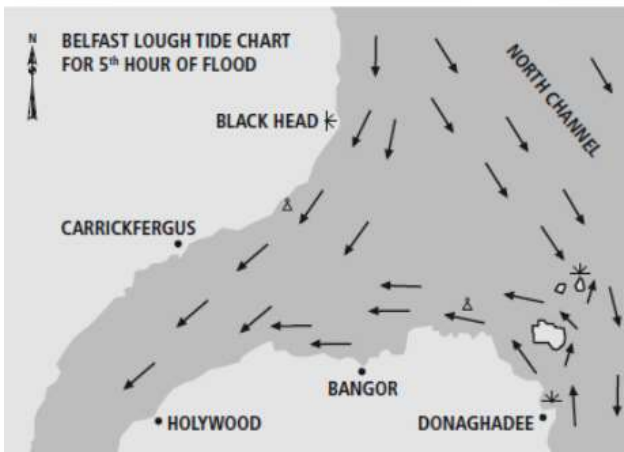 N
BELFAST LOUGH TIDE CHART
FOR 5th HOUR OF FLOOD
NORTH CHANNEL
BLACK HEAD
CARRICKFERGUS
BANGOR
HOLYWOOD
DONAGHADEE